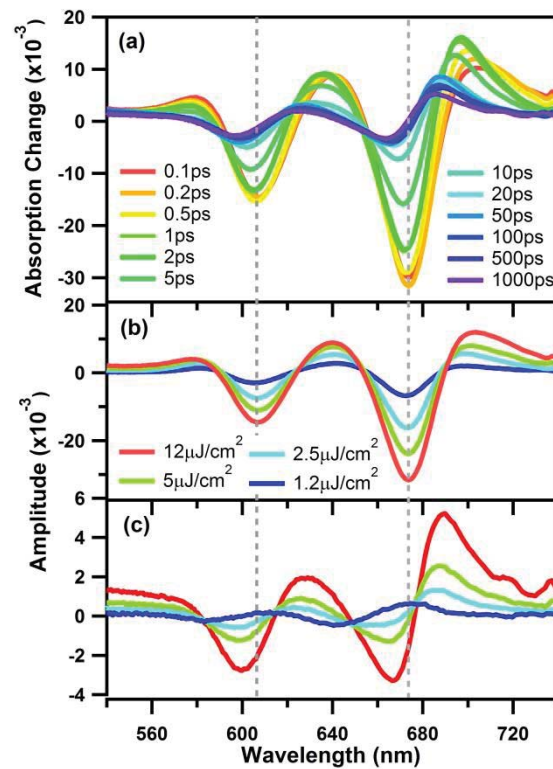 Absorption Change (x10⁻³)
(a)
20
10
0
-10
-20
-30
0.1ps
0.2ps
0.5ps
1ps
2ps
5ps
10ps
20ps
50ps
100ps
500ps
1000ps
Amplitude (x10⁻³)
(b)
20
0
-20
12μJ/cm²
5μJ/cm²
2.5μJ/cm²
1.2μJ/cm²
(c)
6
4
2
0
-2
-4
560
600
640
680
720
Wavelength (nm)